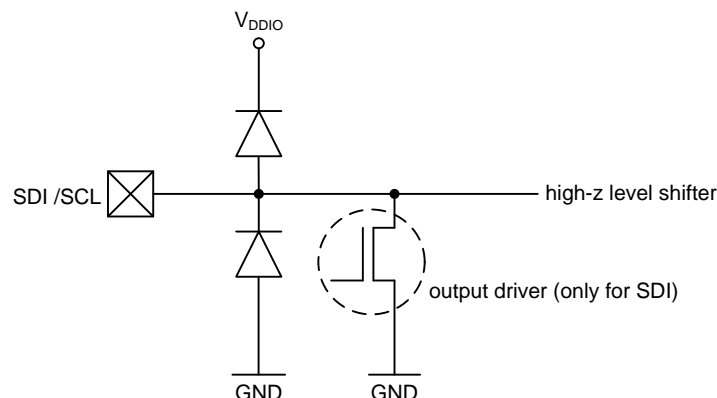 VDDIO
SDI /SCL
high-z level shifter
output driver (only for SDI)
GND
GND